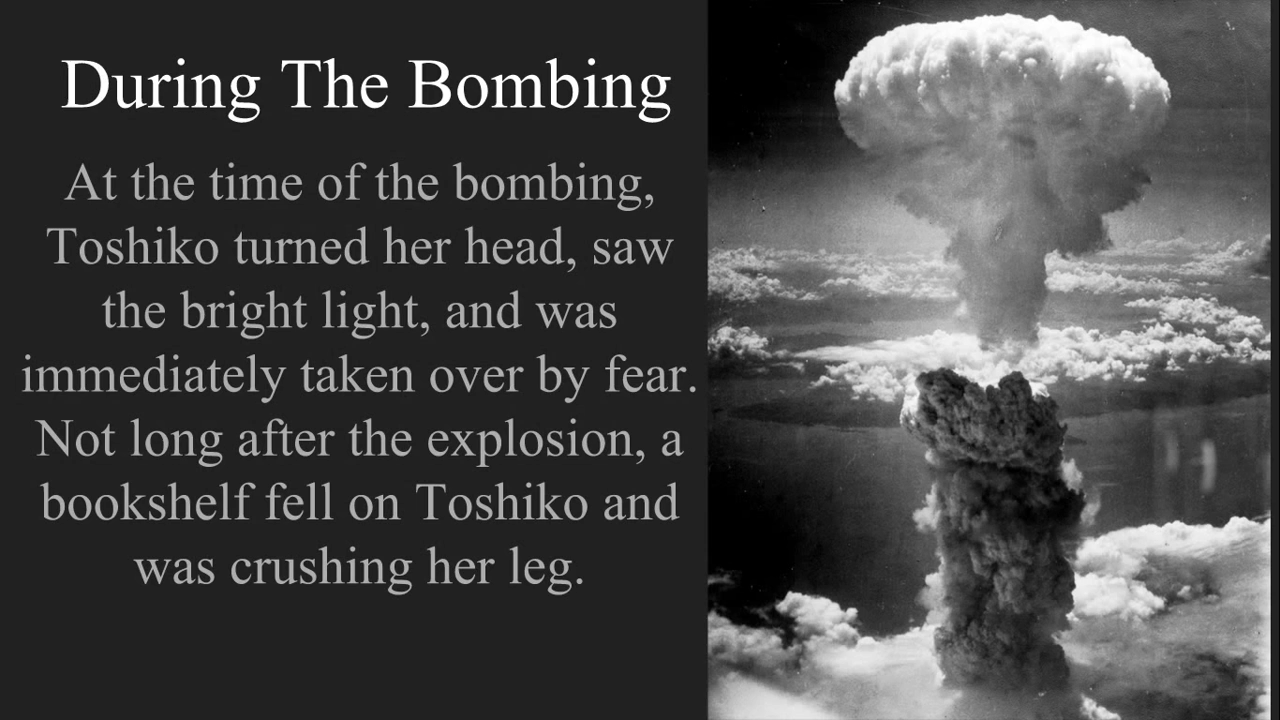 During The Bombing
At the time of the bombing,
Toshiko turned her head, saw
the bright light, and was
immediately taken over by fear.
Not long after the explosion, a
bookshelf fell on Toshiko and
was crushing her leg.